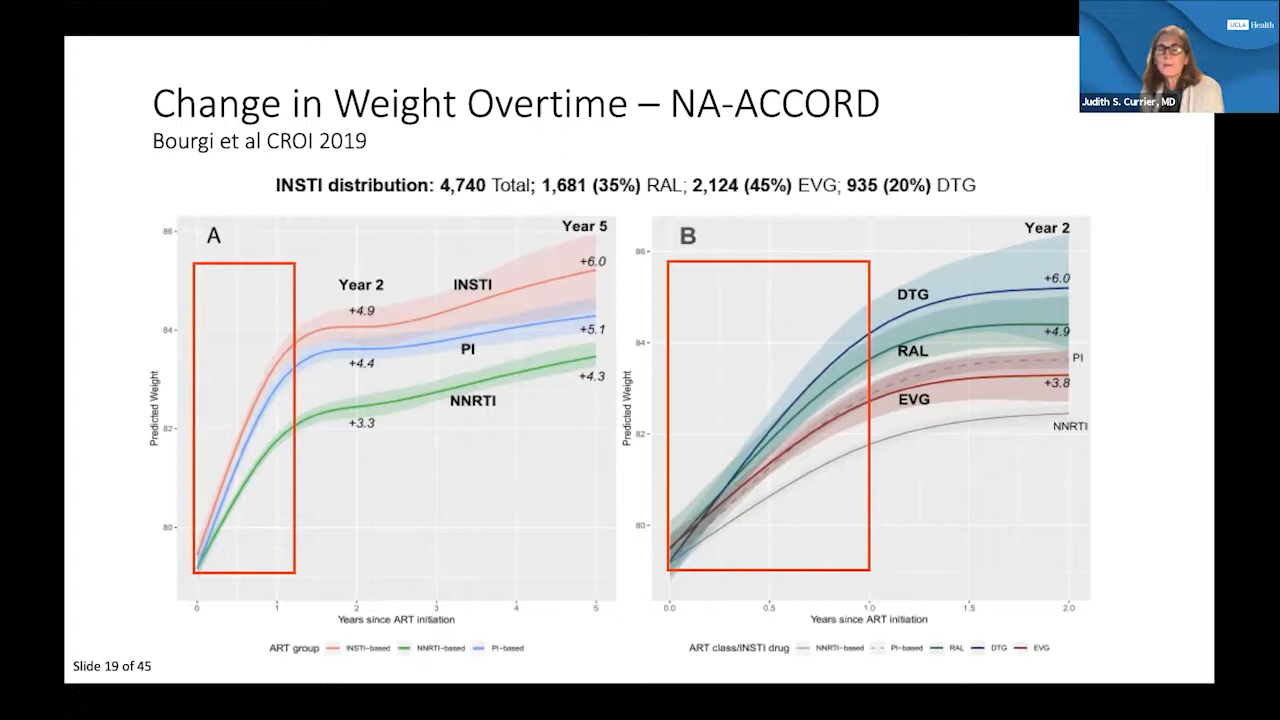 UCLA Health
Judith S. Currier, MD
Change in Weight Overtime – NA-ACCORD
Bourgi et al CROI 2019
INSTI distribution: 4,740 Total; 1,681 (35%) RAL; 2,124 (45%) EVG; 935 (20%) DTG
A
Year 5
+6.0
Year 2
INSTI
+4.9
+5.1
PI
+4.4
+4.3
NNRTI
+3.3
86
84
82
80
Predicted Weight
0 1 2 3 4 5
Years since ART initiation
ART group INSTI-based NNRTI-based PI-based
B
Year 2
+6.0
DTG
+4.9
RAL
PI
+3.8
EVG
NNRTI
86
84
82
80
Predicted Weight
0.0 0.5 1.0 1.5 2.0
Years since ART initiation
ART class/INSTI drug NNRTI-based PI-based RAL DTG EVG
Slide 19 of 45